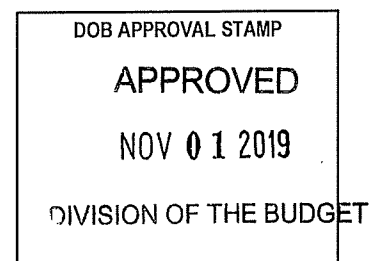 DOB APPROVAL STAMP
APPROVED
NOV 01 2019
DIVISION OF THE BUDGET